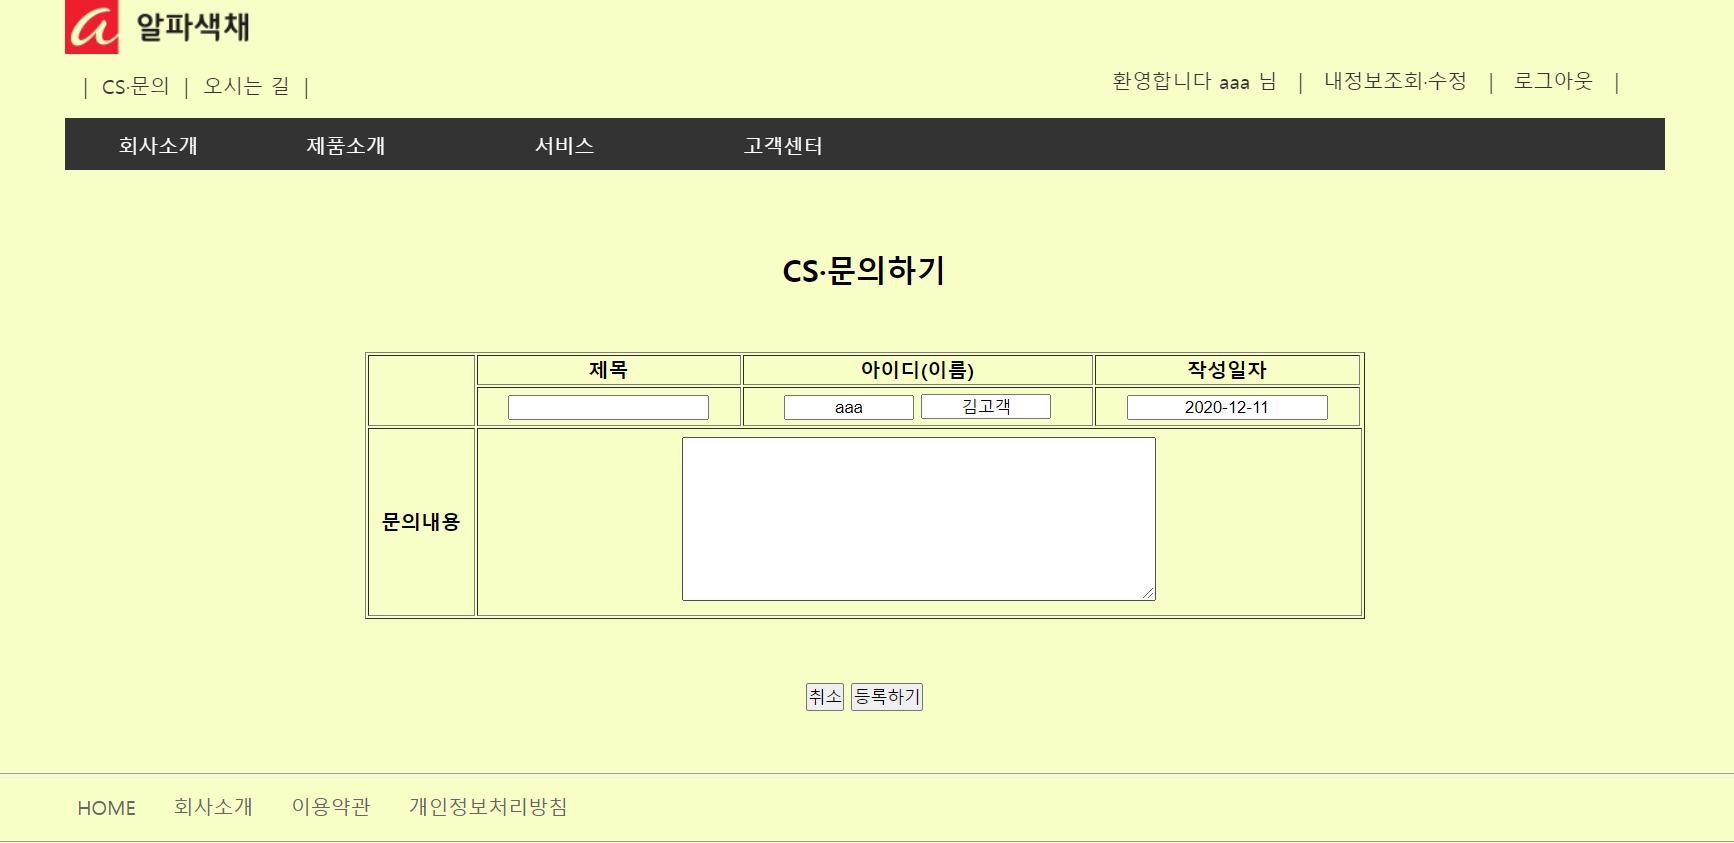 a 알파색채
| CS·문의 | 오시는 길 |
환영합니다 aaa 님 | 내정보조회·수정 | 로그아웃 |
회사소개 제품소개 서비스 고객센터
CS·문의하기
제목 아이디(이름) 작성일자
aaa 김고객 2020-12-11
문의내용
취소 등록하기
HOME 회사소개 이용약관 개인정보처리방침